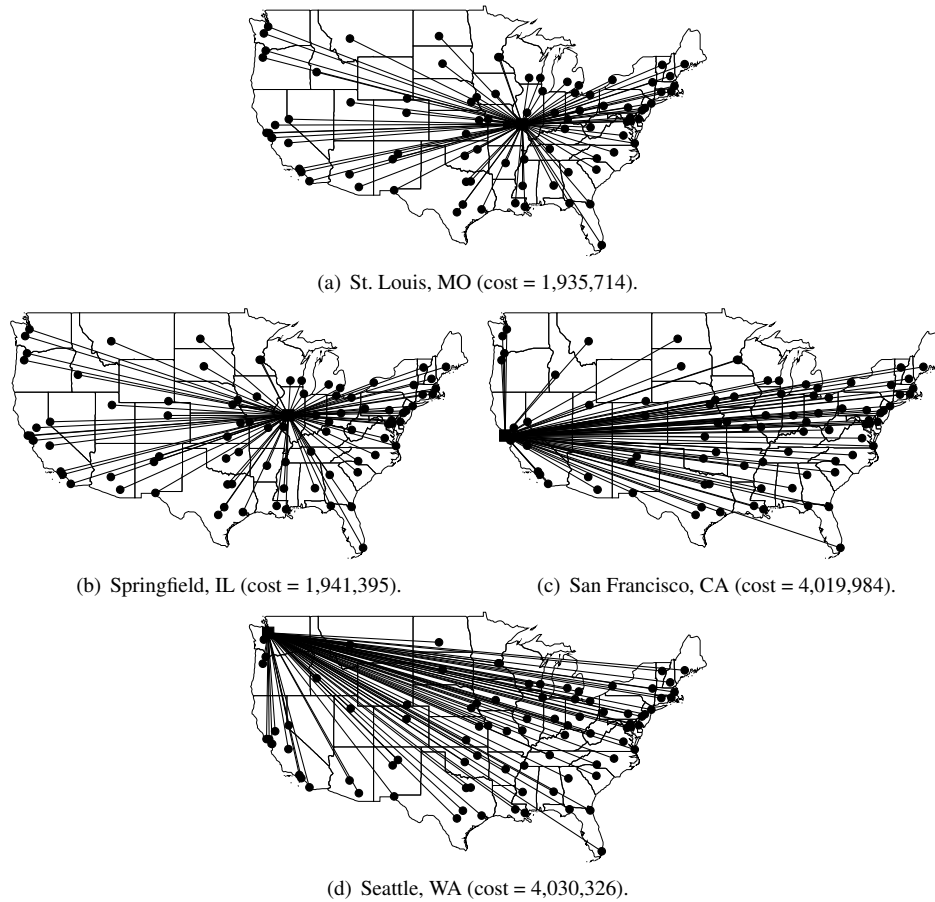 (a) St. Louis, MO (cost = 1,935,714).
(b) Springfield, IL (cost = 1,941,395).
(c) San Francisco, CA (cost = 4,019,984).
(d) Seattle, WA (cost = 4,030,326).